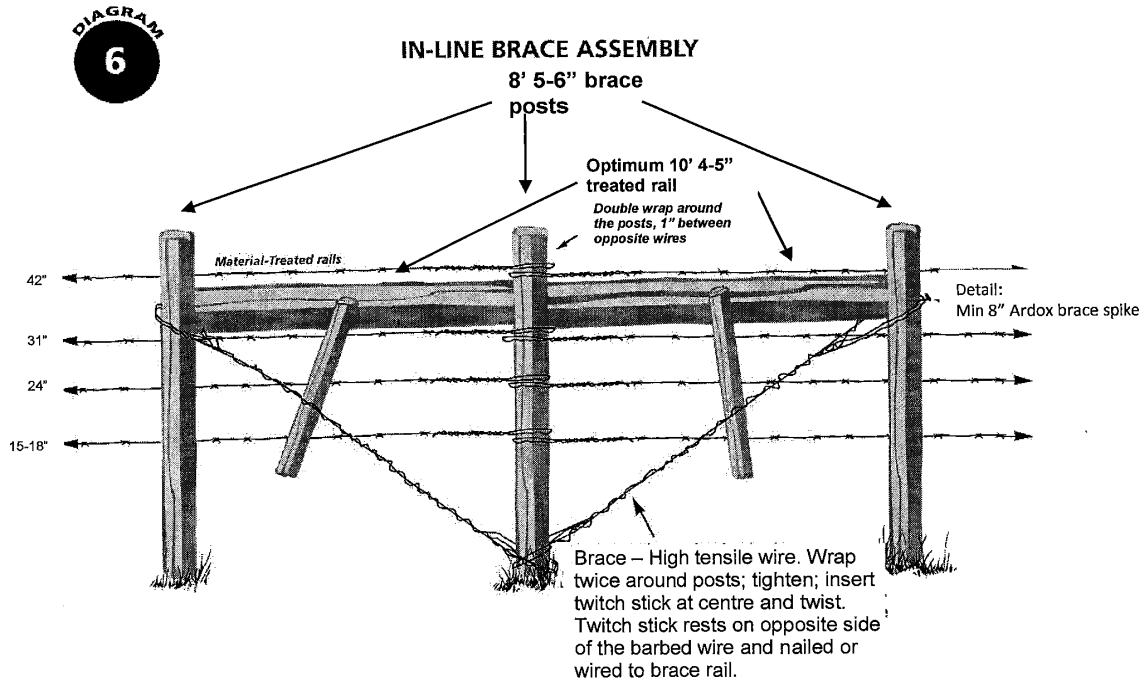 DIAGRAM
6
IN-LINE BRACE ASSEMBLY
8' 5-6" brace
posts
Optimum 10' 4-5"
treated rail
Double wrap around
the posts, 1" between
opposite wires
Material-Treated rails
42"
31"
24"
15-18"
Detail:
Min 8" Ardox brace spike
Brace – High tensile wire. Wrap
twice around posts; tighten; insert
twitch stick at centre and twist.
Twitch stick rests on opposite side
of the barbed wire and nailed or
wired to brace rail.